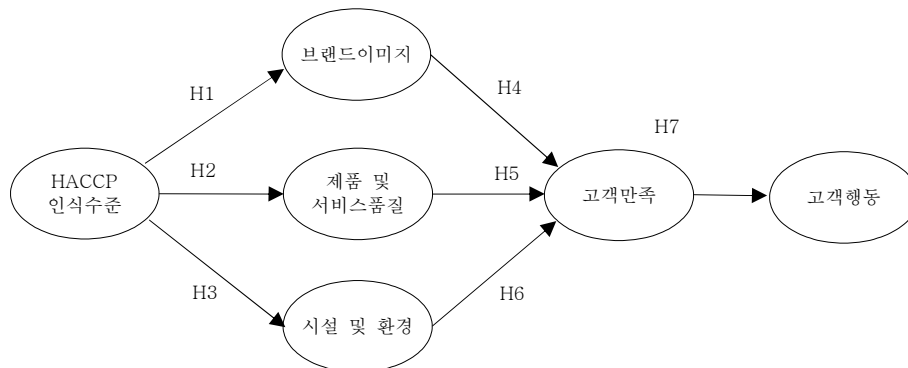 브랜드이미지
H1
H4
H7
HACCP
인식수준
H2
제품 및
서비스품질
H5
고객만족
고객행동
H3
시설 및 환경
H6